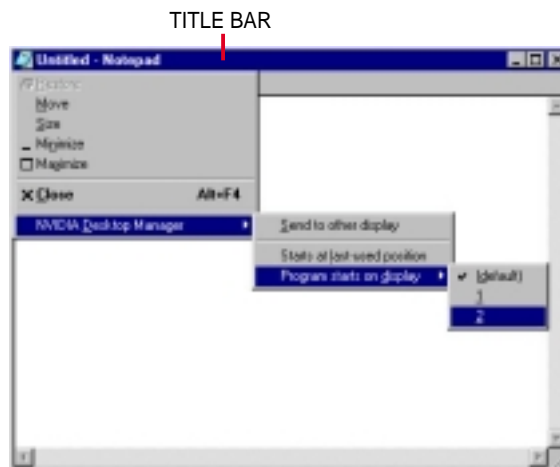 TITLE BAR
Untitled - Notepad
Restore
Move
Size
Minimize
Maximize
Close Alt+F4
NVIDIA Desktop Manager
Send to other display
Starts at last-used position
Program starts on display
(default)
1
2